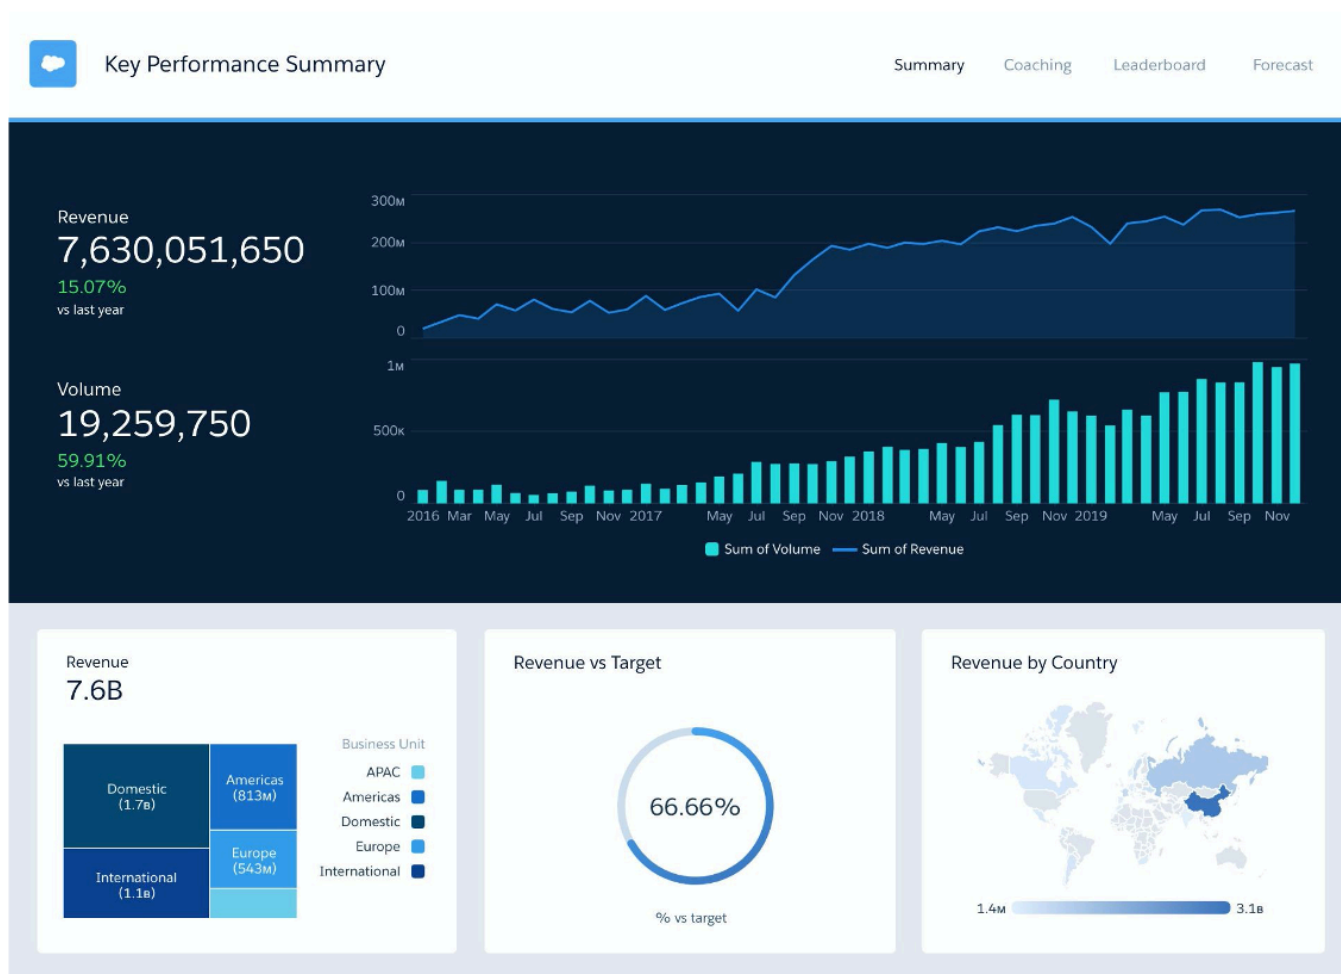 Key Performance Summary
Summary Coaching Leaderboard Forecast
Revenue
7,630,051,650
15.07%
vs last year
Volume
19,259,750
59.91%
vs last year
300M
200M
100M
0
1M
500K
0
2016 Mar May Jul Sep Nov 2017 May Jul Sep Nov 2018 May Jul Sep Nov 2019 May Jul Sep Nov
Sum of Volume Sum of Revenue
Revenue
7.6B
Domestic
(1.7B)
Americas
(813M)
International
(1.1B)
Europe
(543M)
Business Unit
APAC
Americas
Domestic
Europe
International
Revenue vs Target
66.66%
% vs target
Revenue by Country
1.4M 3.1B